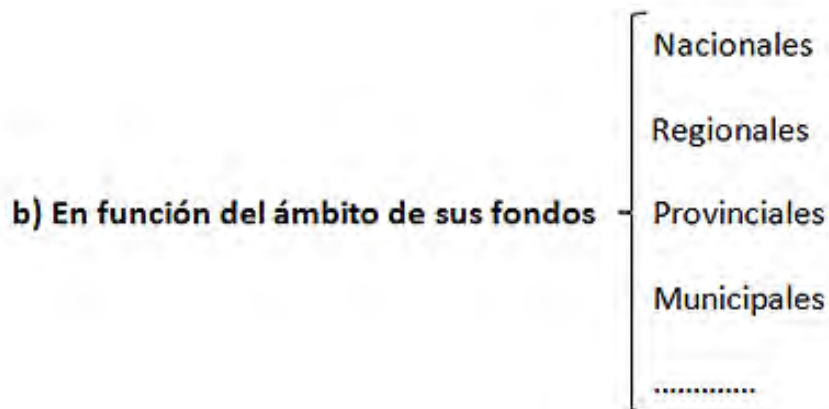 Nacionales
Regionales
b) En función del ámbito de sus fondos
Provinciales
Municipales
.............